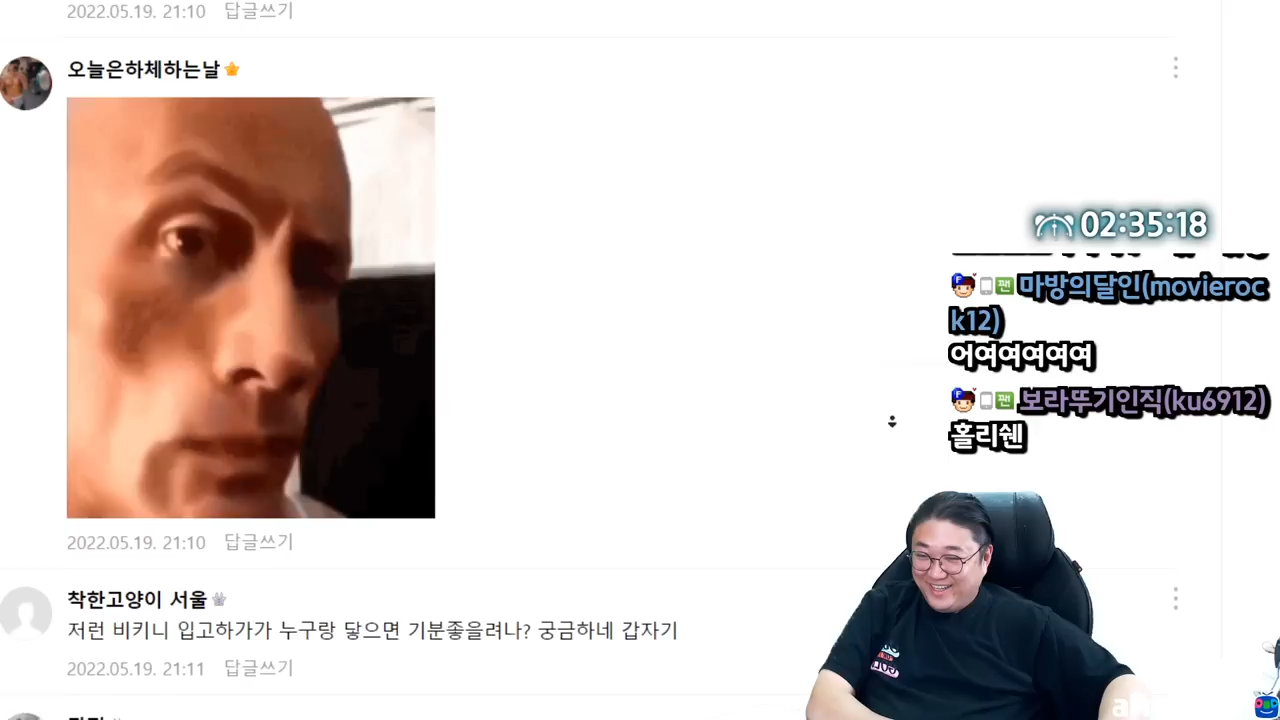 2022.05.19. 21:10 답글쓰기
오늘은하체하는날
02:35:18
짼 마방의달인(movieroc
k12)
어여여여여여
짼 보라뚜기인직(ku6912)
홀리쉔
2022.05.19. 21:10 답글쓰기
착한고양이 서울
저런 비키니 입고하가가 누구랑 닿으면 기분좋을려나? 궁금하네 갑자기
2022.05.19. 21:11 답글쓰기